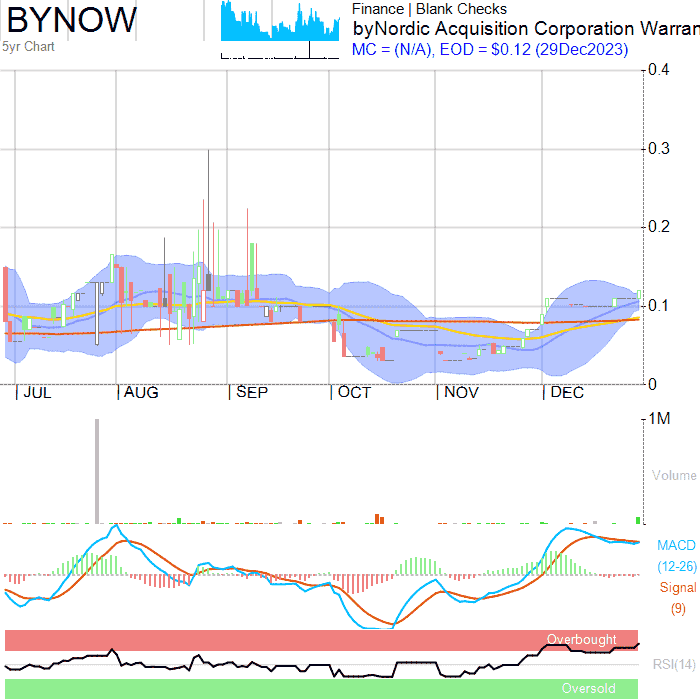 BYNOW
5yr Chart
Finance | Blank Checks
byNordic Acquisition Corporation Warran
MC = (N/A), EOD = $0.12 (29Dec2023)
0.4
0.3
0.2
0.1
0
JUL AUG SEP OCT NOV DEC
1M
Volume
MACD
(12-26)
Signal
(9)
Overbought
RSI(14)
Oversold